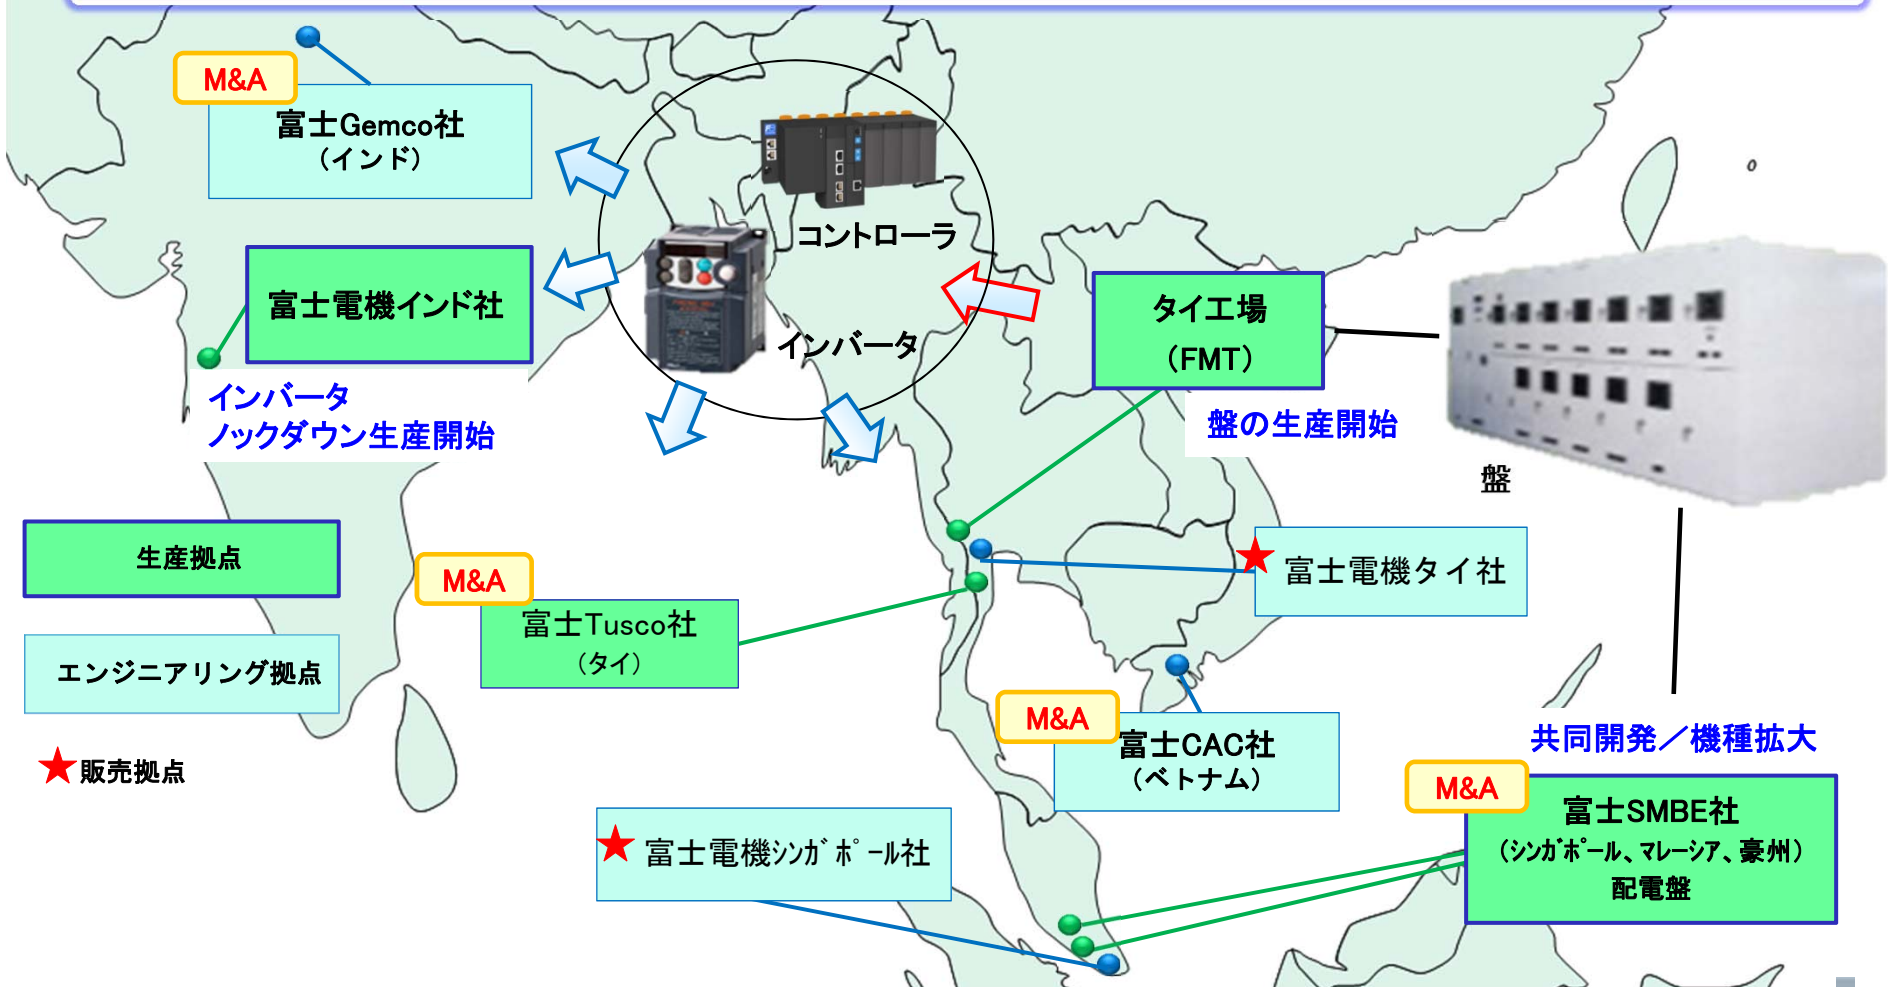 M&A
富士Gemco社
（インド）
コントローラ
富士電機インド社
インバータ
インバータ
ノックダウン生産開始
タイ工場
（FMT）
盤の生産開始
盤
生産拠点
エンジニアリング拠点
★販売拠点
M&A
富士Tusco社
（タイ）
★富士電機タイ社
M&A
富士CAC社
（ベトナム）
★富士電機ｼﾝｶﾞﾎﾟｰﾙ社
共同開発／機種拡大
M&A
富士SMBE社
（ｼﾝｶﾞﾎﾟｰﾙ、ﾏﾚｰｼｱ、豪州）
配電盤